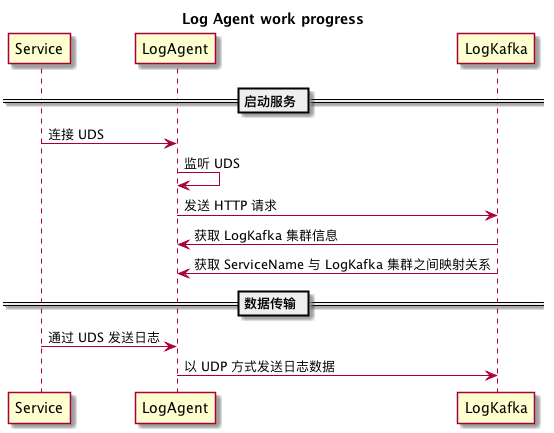 Log Agent work progress
Service LogAgent LogKafka
启动服务
连接 UDS
监听 UDS
发送 HTTP 请求
获取 LogKafka 集群信息
获取 ServiceName 与 LogKafka 集群之间映射关系
数据传输
通过 UDS 发送日志
以 UDP 方式发送日志数据
Service LogAgent LogKafka